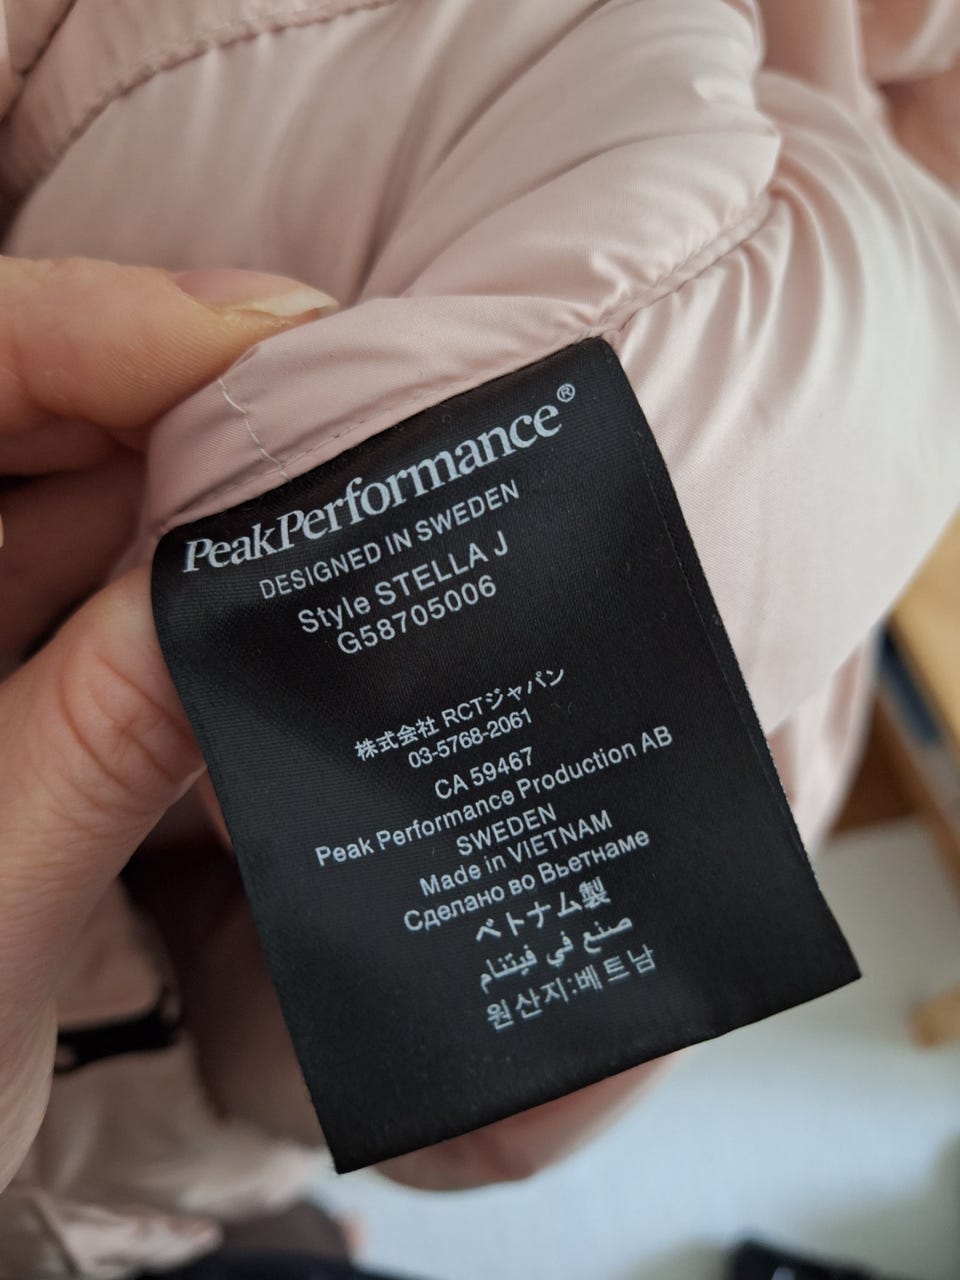 PeakPerformance®
DESIGNED IN SWEDEN
Style STELLA J
G58705006
株式会社 RCTジャパン
03-5768-2061
CA 59467
Peak Performance Production AB
SWEDEN
Made in VIETNAM
Сделано во Вьетнаме
ベトナム製
صنع في فيتنام
원산지:베트남